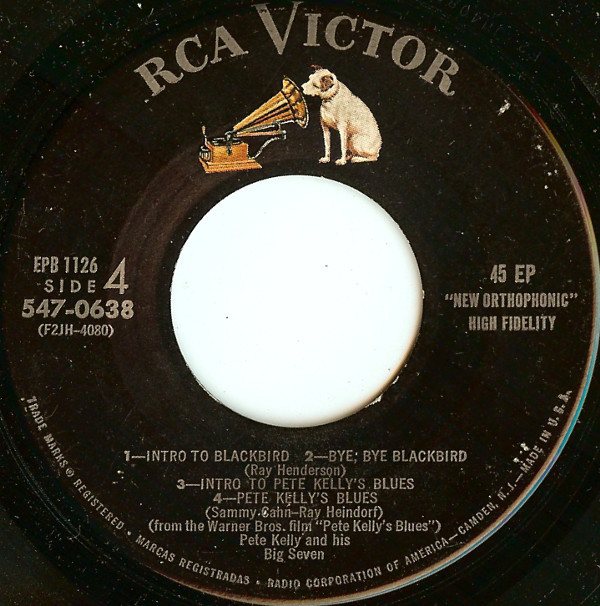 RCA VICTOR
EPB 1126
SIDE 4
547-0638
(F2JH-4080)
45 EP
"NEW ORTHOPHONIC"
HIGH FIDELITY
1—INTRO TO BLACKBIRD 2—BYE, BYE BLACKBIRD
(Ray Henderson)
3—INTRO TO PETE KELLY'S BLUES
4—PETE KELLY'S BLUES
(Sammy Cahn-Ray Heindorf)
(from the Warner Bros. film "Pete Kelly's Blues")
Pete Kelly and his
Big Seven
TRADE MARKS ® REGISTERED • MARCAS REGISTRADAS • RADIO CORPORATION OF AMERICA—CAMDEN, N.J.—MADE IN U.S.A.